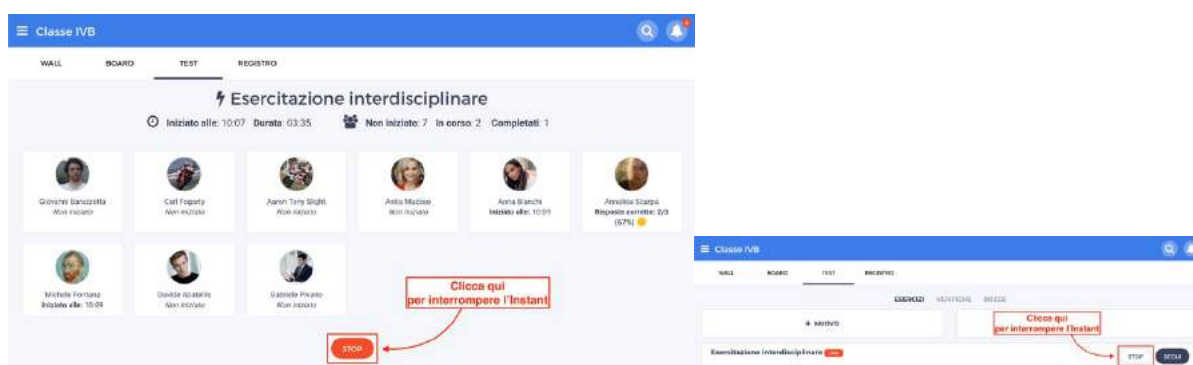 Classe IVB
WALL BOARD TEST REGISTRO
Esercitazione interdisciplinare
Iniziato alle: 10:07 Durata: 03:35 Non iniziato: 7 In corso: 2 Completati: 1
Giovanni Baruzzella Carl Fogarty Aaron Tony Slight Anita Mazzoo Anna Bianchi Annalisa Scarpa
Non iniziato Non iniziato Non iniziato Non iniziato Iniziato alle: 10:09 Risposte corrette: 2/3
(67%)
Michele Fontana Davide Gabriele Pivano
Iniziato alle: 10:09 Non iniziato Non iniziato
Clicca qui
per interrompere l'Instant
STOP
Classe IVB
WALL BOARD TEST REGISTRO
ESERCIZI VERIFICHE BOZZE
+ NUOVO
Clicca qui
per interrompere l'Instant
Esercitazione interdisciplinare
STOP SEGUI